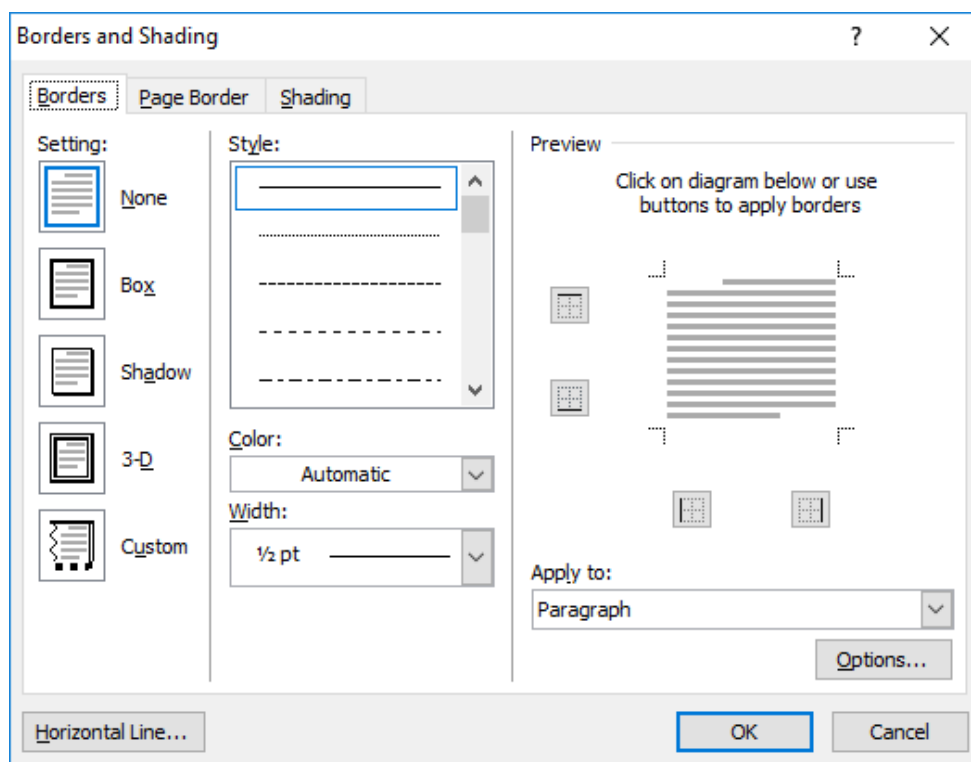 Borders and Shading
?
Borders
Page Border
Shading
Setting:
None
Box
Shadow
3-D
Custom
Style:
Color:
Automatic
Width:
½ pt
Preview
Click on diagram below or use
buttons to apply borders
Apply to:
Paragraph
Options...
Horizontal Line...
OK
Cancel